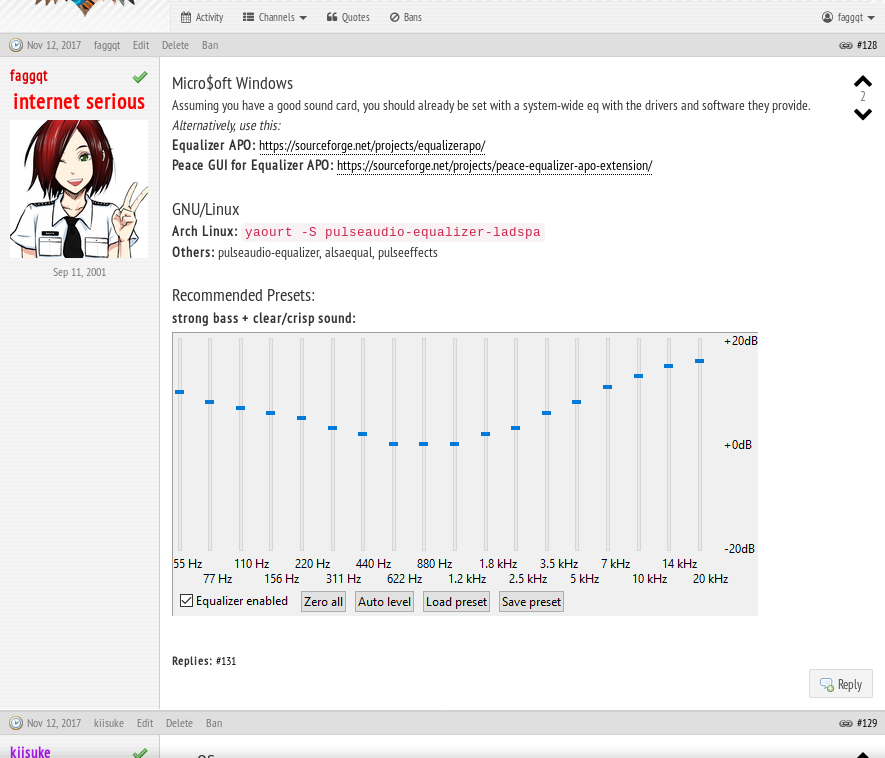 Activity Channels Quotes Bans faggqt
Nov 12, 2017 faggqt Edit Delete Ban #128
faggqt
internet serious
Sep 11, 2001
Micro$oft Windows
2
Assuming you have a good sound card, you should already be set with a system-wide eq with the drivers and software they provide.
Alternatively, use this:
Equalizer APO: https://sourceforge.net/projects/equalizerapo/
Peace GUI for Equalizer APO: https://sourceforge.net/projects/peace-equalizer-apo-extension/
GNU/Linux
Arch Linux: yaourt -S pulseaudio-equalizer-ladspa
Others: pulseaudio-equalizer, alsaequal, pulseeffects
Recommended Presets:
strong bass + clear/crisp sound:
+20dB
+0dB
-20dB
55 Hz 110 Hz 220 Hz 440 Hz 880 Hz 1.8 kHz 3.5 kHz 7 kHz 14 kHz
77 Hz 156 Hz 311 Hz 622 Hz 1.2 kHz 2.5 kHz 5 kHz 10 kHz 20 kHz
Equalizer enabled Zero all Auto level Load preset Save preset
Replies: #131
Reply
Nov 12, 2017 kiisuke Edit Delete Ban #129
kiisuke